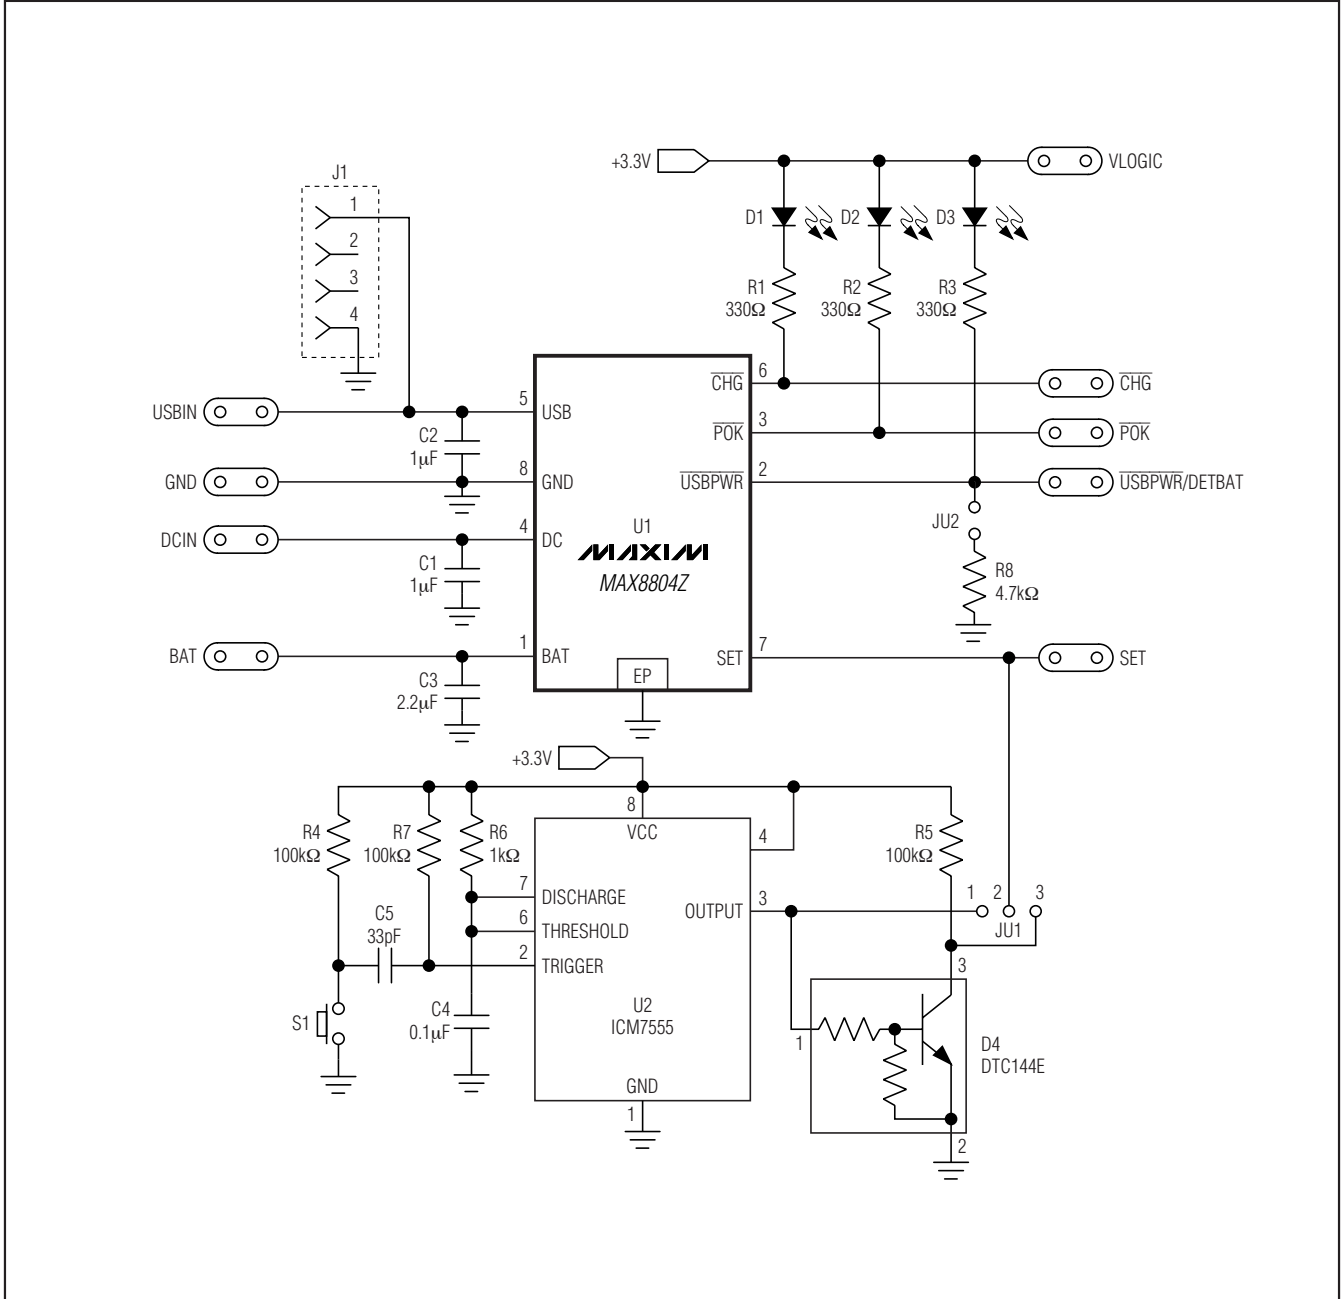 +3.3V
VLOGIC
J1
1
2
3
4
D1
D2
D3
R1
330Ω
R2
330Ω
R3
330Ω
USBIN
5
USB
C2
1µF
GND
8
GND
DCIN
4
DC
C1
1µF
BAT
1
BAT
C3
2.2µF
U1
MAXIM
MAX8804Z
EP
CHG
6
CHG
POK
3
POK
USBPWR
2
USBPWR/DETBAT
JU2
R8
4.7kΩ
SET
7
SET
+3.3V
R4
100kΩ
R7
100kΩ
R6
1kΩ
8
VCC
4
R5
100kΩ
7
DISCHARGE
6
THRESHOLD
2
TRIGGER
OUTPUT
3
1
2
3
JU1
C5
33pF
S1
C4
0.1µF
U2
ICM7555
GND
1
3
1
D4
DTC144E
2